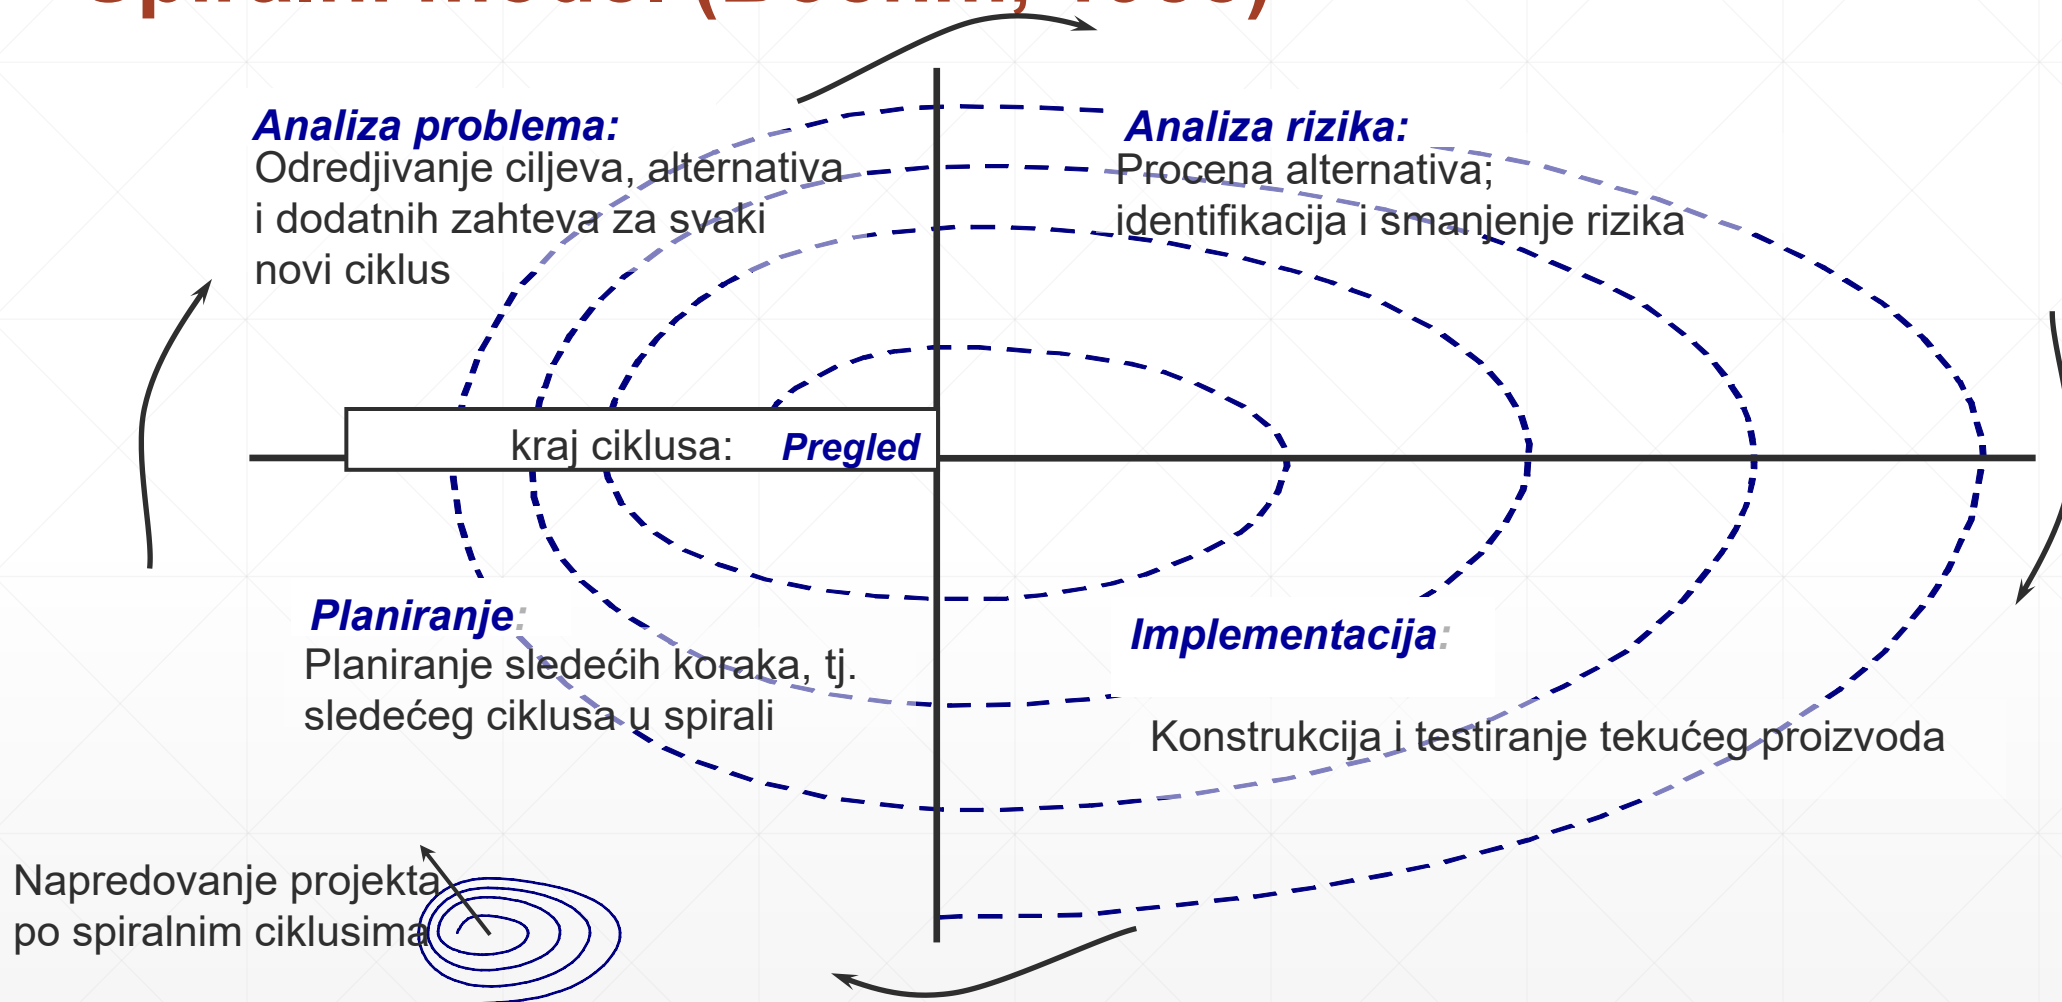 Analiza problema:
Odredjivanje ciljeva, alternativa
i dodatnih zahteva za svaki
novi ciklus
Analiza rizika:
Procena alternativa;
identifikacija i smanjenje rizika
kraj ciklusa: Pregled
Planiranje:
Planiranje sledećih koraka, tj.
sledećeg ciklusa u spirali
Implementacija:
Konstrukcija i testiranje tekućeg proizvoda
Napredovanje projekta
po spiralnim ciklusima